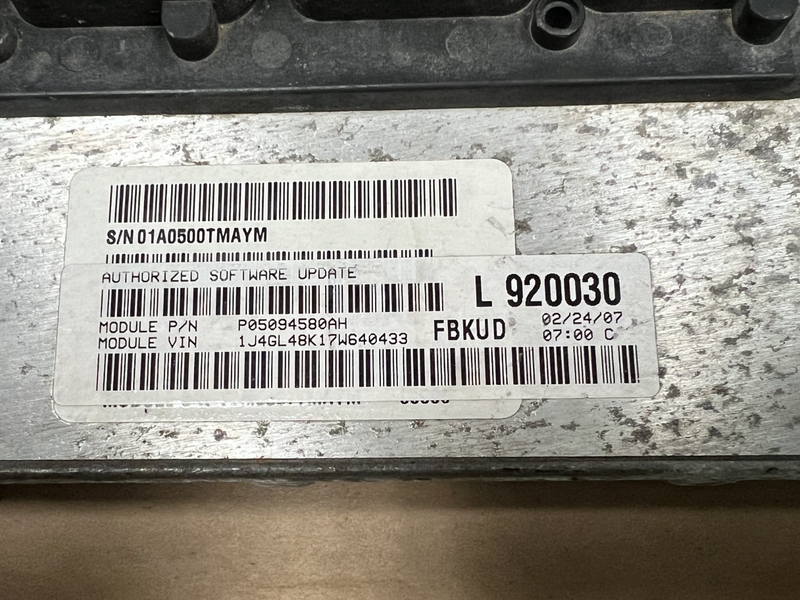 S/N 01A0500TMAYM
AUTHORIZED SOFTWARE UPDATE
L 920030
MODULE P/N P05094580AH
MODULE VIN 1J4GL48K17W640433
FBKUD
02/24/07
07:00 C